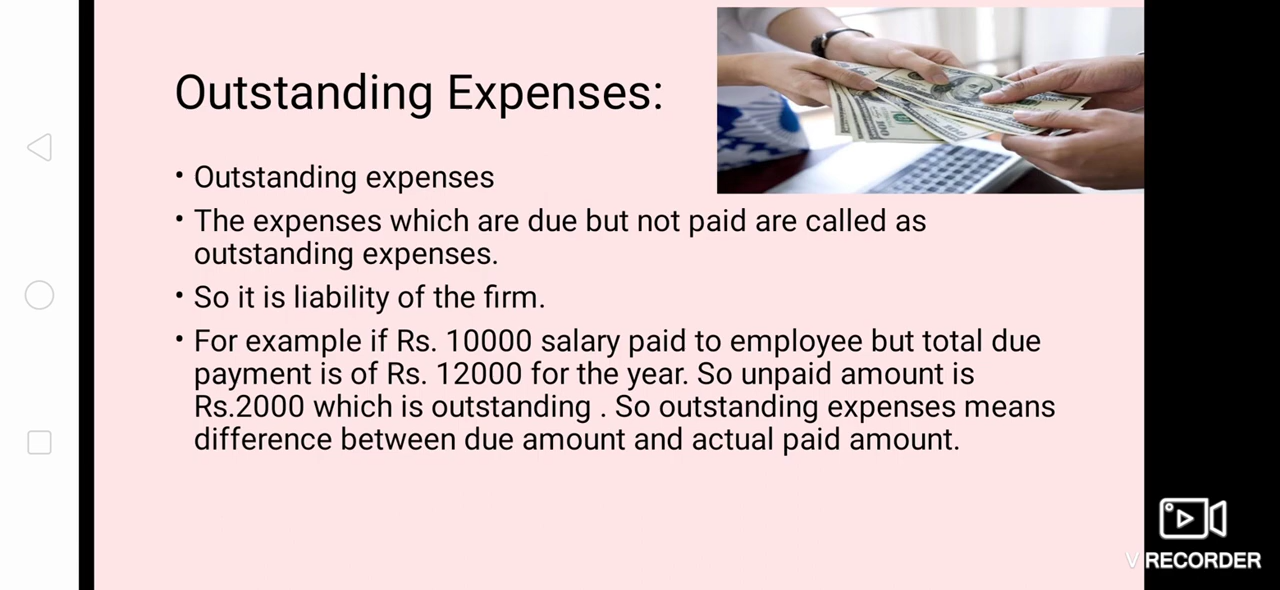 Outstanding Expenses:
• Outstanding expenses
• The expenses which are due but not paid are called as
outstanding expenses.
• So it is liability of the firm.
• For example if Rs. 10000 salary paid to employee but total due
payment is of Rs. 12000 for the year. So unpaid amount is
Rs.2000 which is outstanding . So outstanding expenses means
difference between due amount and actual paid amount.
V RECORDER